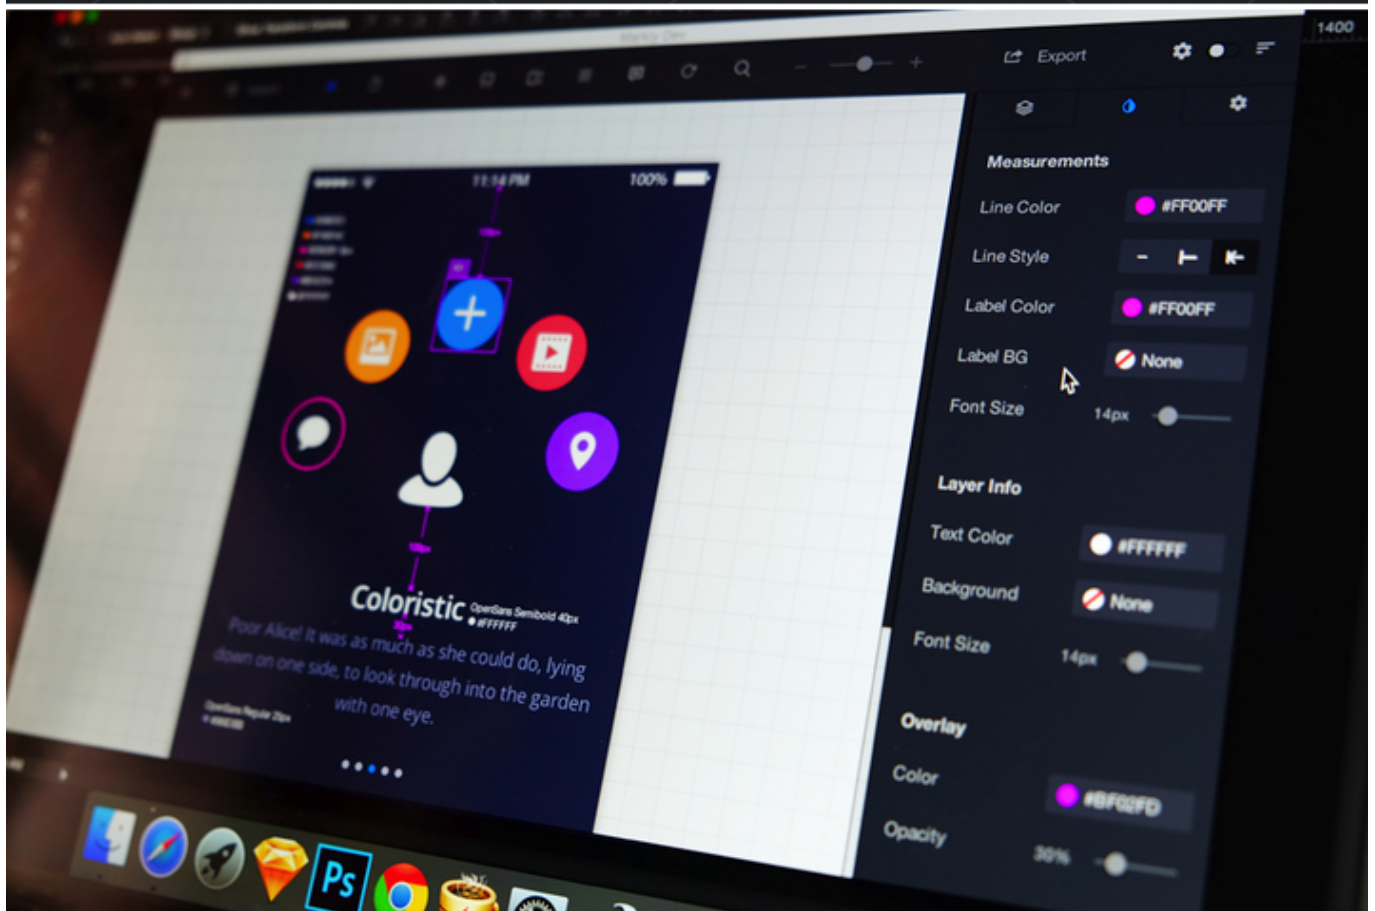 1400
Export
Measurements
Line Color #FF00FF
Line Style
Label Color #FF00FF
Label BG None
Font Size 14px
Layer Info
Text Color #FFFFFF
Background None
Font Size 14px
Overlay
Color #BF02FD
Opacity 30%
11:14 PM 100%
Coloristic OpenSans Semibold 40px
#FFFFFF
Poor Alice! It was as much as she could do, lying
down on one side, to look through into the garden
with one eye.
OpenSans Regular 25px
Ps